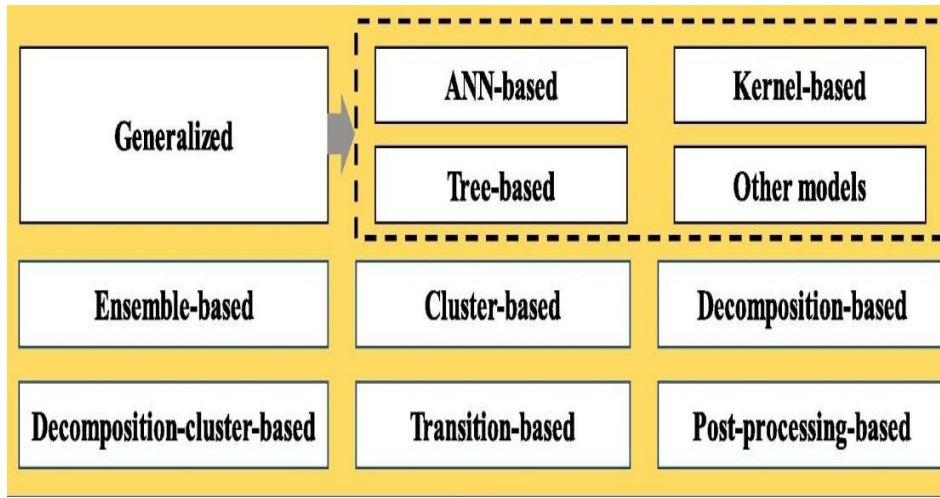 Generalized
ANN-based
Kernel-based
Tree-based
Other models
Ensemble-based
Cluster-based
Decomposition-based
Decomposition-cluster-based
Transition-based
Post-processing-based